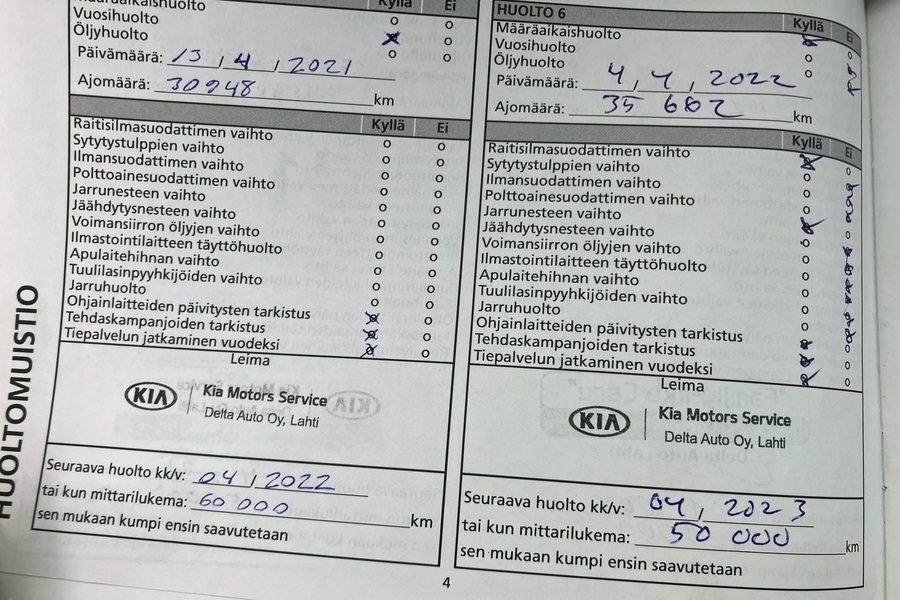 Kyllä Ei
Vuosihuolto
Öljyhuolto
Päivämäärä: 13, 4, 2021
Ajomäärä: 30948 km
Kyllä Ei
Raitisilmasuodattimen vaihto
Sytytystulppien vaihto
Ilmansuodattimen vaihto
Polttoainesuodattimen vaihto
Jarrunesteen vaihto
Jäähdytysnesteen vaihto
Voimansiirron öljyjen vaihto
Ilmastointilaitteen täyttöhuolto
Apulaitehihnan vaihto
Tuulilasinpyyhkijöiden vaihto
Jarruhuolto
Ohjainlaitteiden päivitysten tarkistus
Tehdaskampanjoiden tarkistus
Tiepalvelun jatkaminen vuodeksi
Leima
KIA Kia Motors Service
Delta Auto Oy, Lahti
Seuraava huolto kk/v: 04, 2022
tai kun mittarilukema: 60 000 km
sen mukaan kumpi ensin saavutetaan
HUOLTO 6
Kyllä Ei
Määräaikaishuolto
Vuosihuolto
Öljyhuolto
Päivämäärä: 4, 4, 2022
Ajomäärä: 35 682 km
Kyllä Ei
Raitisilmasuodattimen vaihto
Sytytystulppien vaihto
Ilmansuodattimen vaihto
Polttoainesuodattimen vaihto
Jarrunesteen vaihto
Jäähdytysnesteen vaihto
Voimansiirron öljyjen vaihto
Ilmastointilaitteen täyttöhuolto
Apulaitehihnan vaihto
Tuulilasinpyyhkijöiden vaihto
Jarruhuolto
Ohjainlaitteiden päivitysten tarkistus
Tehdaskampanjoiden tarkistus
Tiepalvelun jatkaminen vuodeksi
Leima
KIA Kia Motors Service
Delta Auto Oy, Lahti
Seuraava huolto kk/v: 04, 2023
tai kun mittarilukema: 50 000 km
sen mukaan kumpi ensin saavutetaan
HUOLTOMUISTIO
4